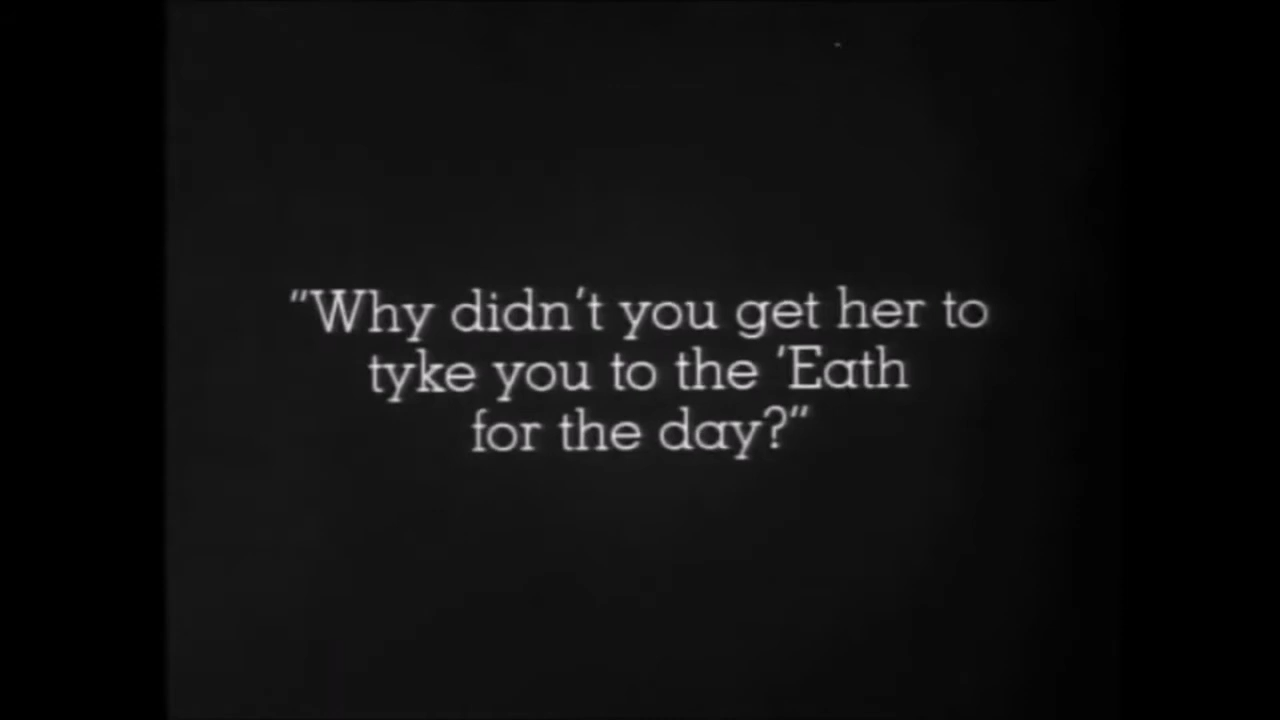 "Why didn't you get her to
tyke you to the 'Eath
for the day?"